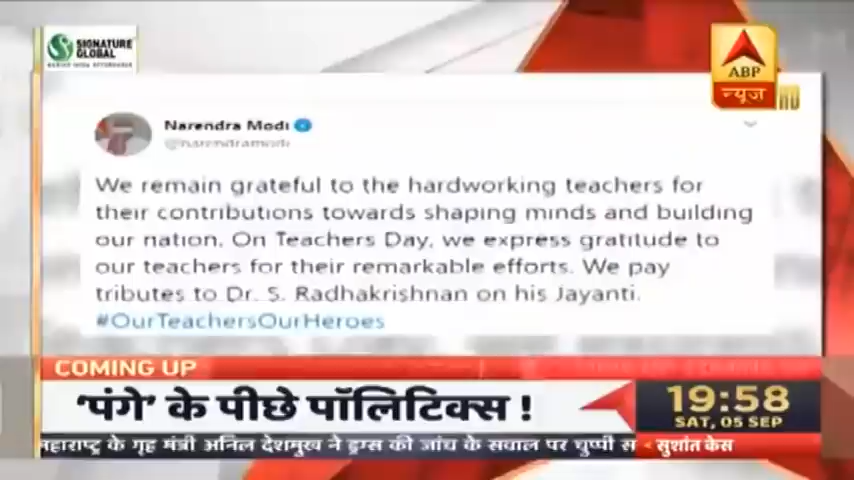 SIGNATURE
GLOBAL
ABP
न्यूज़
HD
Narendra Modi
@narendramodi
We remain grateful to the hardworking teachers for
their contributions towards shaping minds and building
our nation. On Teachers Day, we express gratitude to
our teachers for their remarkable efforts. We pay
tributes to Dr. S. Radhakrishnan on his Jayanti.
#OurTeachersOurHeroes
COMING UP
'पंगे' के पीछे पॉलिटिक्स !
19:58
SAT, 05 SEP
महाराष्ट्र के गृह मंत्री अनिल देशमुख ने ड्रग्स की जांच के सवाल पर चुप्पी स
सुशांत केस